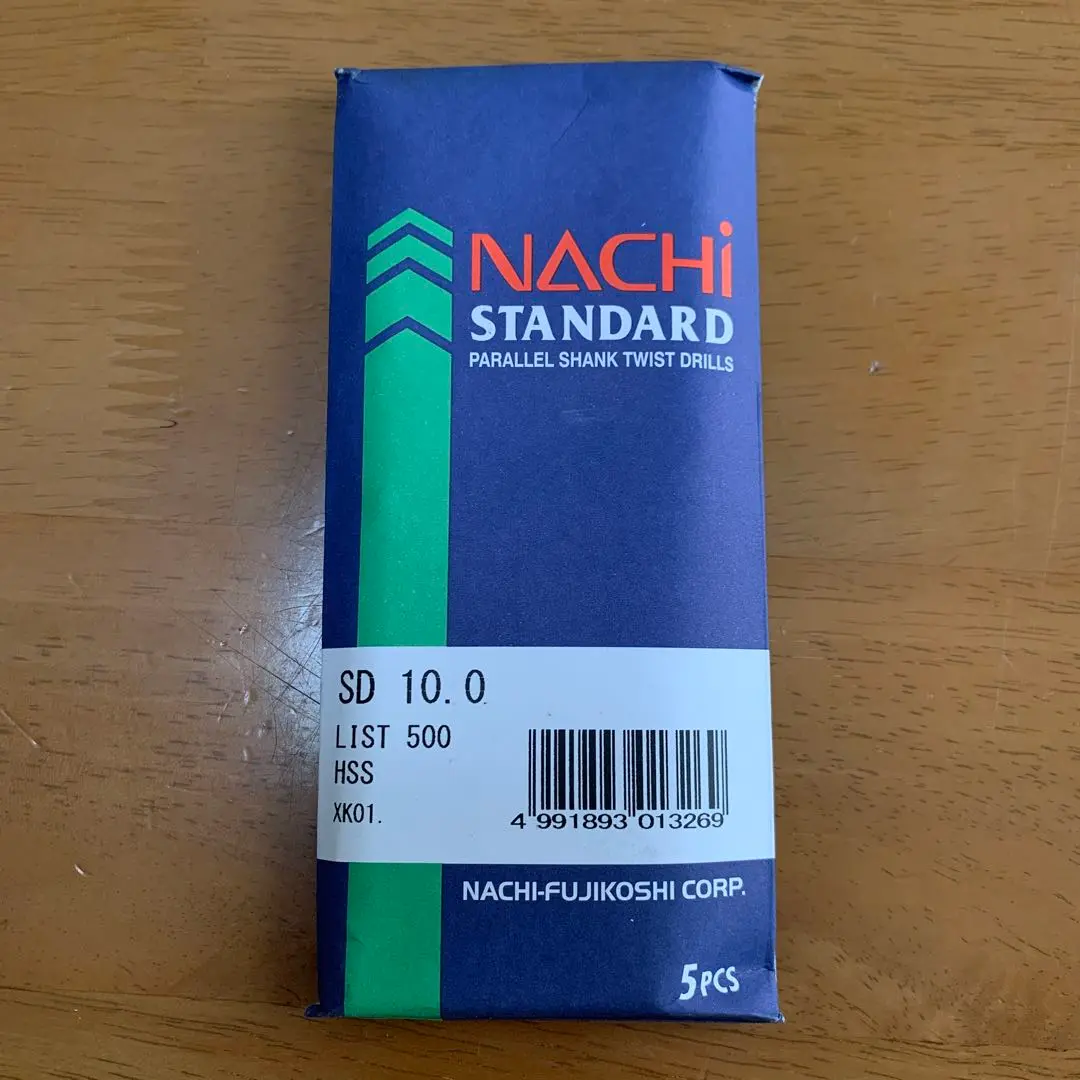 NACHi
STANDARD
PARALLEL SHANK TWIST DRILLS
SD 10.0
LIST 500
HSS
XK01.
4 991893 013269
NACHI-FUJIKOSHI CORP.
5PCS